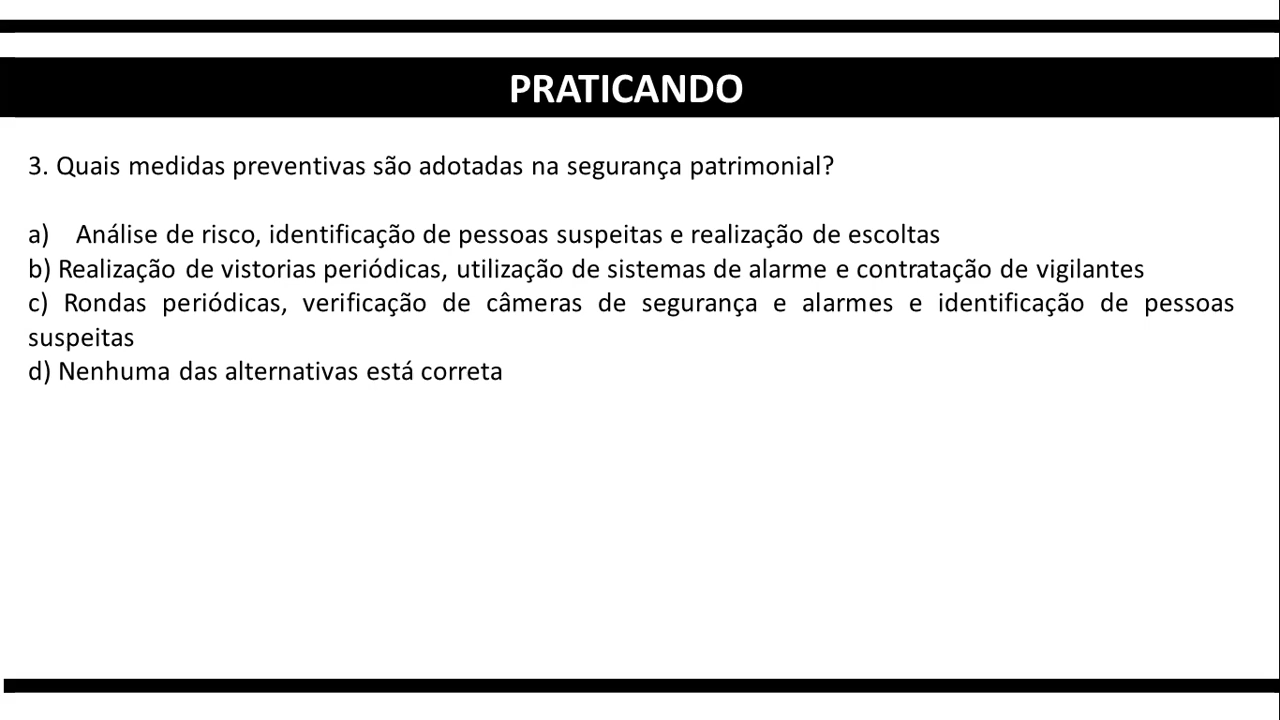 PRATICANDO
3. Quais medidas preventivas são adotadas na segurança patrimonial?
a) Análise de risco, identificação de pessoas suspeitas e realização de escoltas
b) Realização de vistorias periódicas, utilização de sistemas de alarme e contratação de vigilantes
c) Rondas periódicas, verificação de câmeras de segurança e alarmes e identificação de pessoas
suspeitas
d) Nenhuma das alternativas está correta